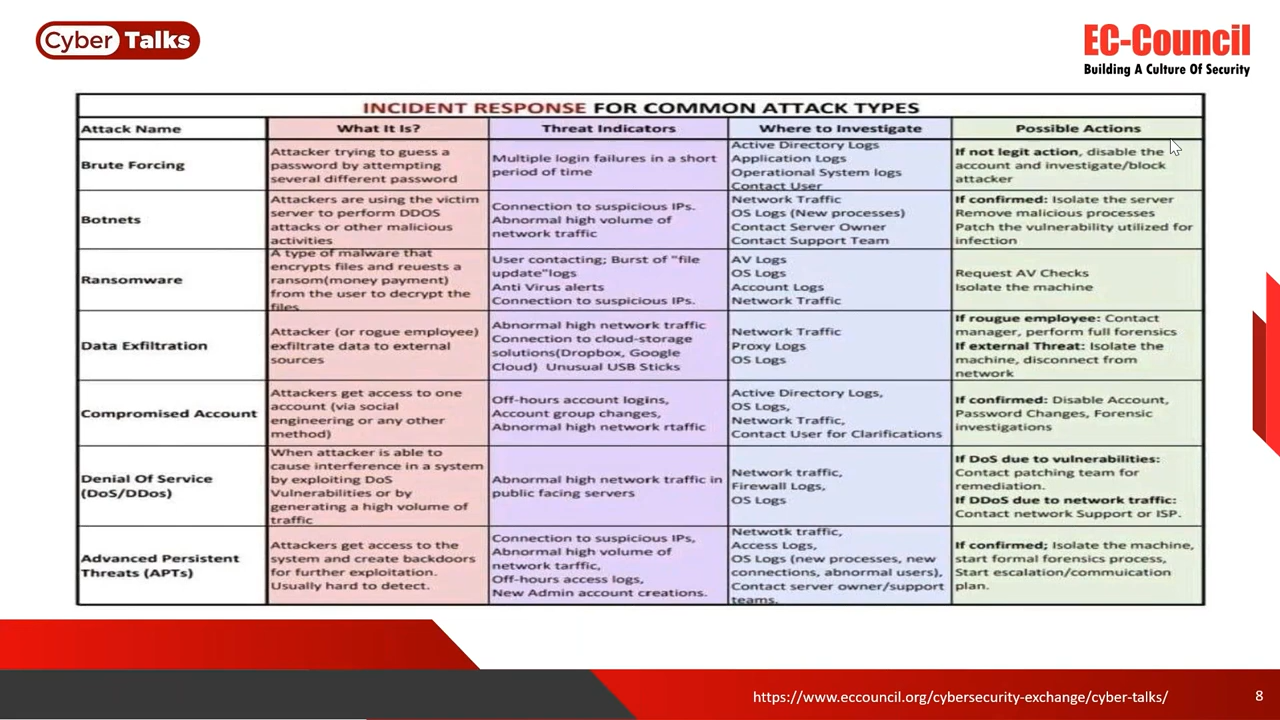 Cyber Talks
EC-Council
Building A Culture Of Security
INCIDENT RESPONSE FOR COMMON ATTACK TYPES
Attack Name
What It Is?
Threat Indicators
Where to Investigate
Possible Actions
Brute Forcing
Attacker trying to guess a
password by attempting
several different password
Multiple login failures in a short
period of time
Active Directory Logs
Application Logs
Operational System logs
Contact User
If not legit action, disable the
account and investigate/block
attacker
Botnets
Attackers are using the victim
server to perform DDOS
attacks or other malicious
activities
Connection to suspicious IPs.
Abnormal high volume of
network traffic
Network Traffic
OS Logs (New processes)
Contact Server Owner
Contact Support Team
If confirmed: Isolate the server
Remove malicious processes
Patch the vulnerability utilized for
infection
Ransomware
A type of malware that
encrypts files and reuests a
ransom(money payment)
from the user to decrypt the
files
User contacting; Burst of "file
update"logs
Anti Virus alerts
Connection to suspicious IPs.
AV Logs
OS Logs
Account Logs
Network Traffic
Request AV Checks
Isolate the machine
Data Exfiltration
Attacker (or rogue employee)
exfiltrate data to external
sources
Abnormal high network traffic
Connection to cloud-storage
solutions(Dropbox, Google
Cloud) Unusual USB Sticks
Network Traffic
Proxy Logs
OS Logs
If rougue employee: Contact
manager, perform full forensics
If external Threat: Isolate the
machine, disconnect from
network
Compromised Account
Attackers get access to one
account (via social
engineering or any other
method)
Off-hours account logins,
Account group changes,
Abnormal high network rtaffic
Active Directory Logs,
OS Logs,
Network Traffic,
Contact User for Clarifications
If confirmed: Disable Account,
Password Changes, Forensic
investigations
Denial Of Service
(DoS/DDos)
When attacker is able to
cause interference in a system
by exploiting DoS
Vulnerabilities or by
generating a high volume of
traffic
Abnormal high network traffic in
public facing servers
Network traffic,
Firewall Logs,
OS Logs
If DoS due to vulnerabilities:
Contact patching team for
remediation.
If DDoS due to network traffic:
Contact network Support or ISP.
Advanced Persistent
Threats (APTs)
Attackers get access to the
system and create backdoors
for further exploitation.
Usually hard to detect.
Connection to suspicious IPs,
Abnormal high volume of
network tarffic,
Off-hours access logs,
New Admin account creations.
Netwotk traffic,
Access Logs,
OS Logs (new processes, new
connections, abnormal users),
Contact server owner/support
teams.
If confirmed; Isolate the machine,
start formal forensics process,
Start escalation/commuication
plan.
https://www.eccouncil.org/cybersecurity-exchange/cyber-talks/
8